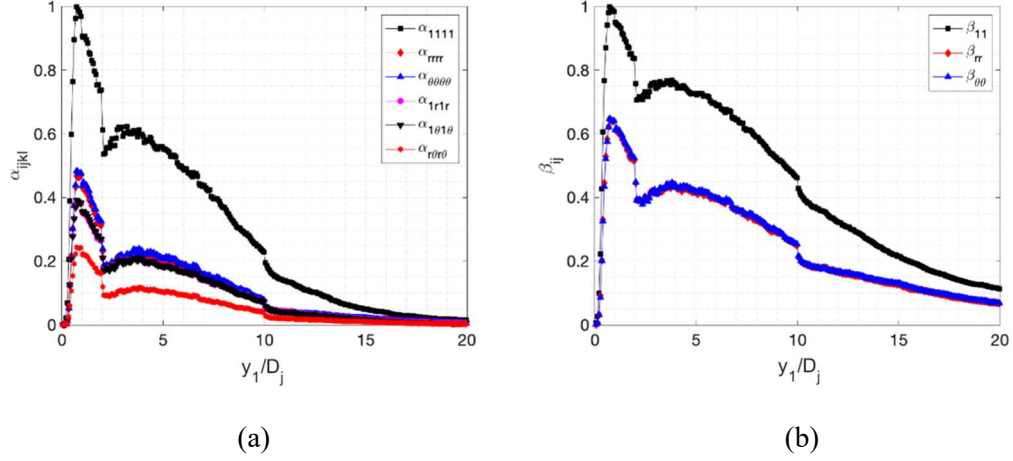 1
0.8
0.6
0.4
0.2
0
α_ijkl
0 5 10 15 20
y_1/D_j
α_1111
α_rrrr
α_θθθθ
α_1r1r
α_1θ1θ
α_rθrθ
(a)
1
0.8
0.6
0.4
0.2
0
β_ij
0 5 10 15 20
y_1/D_j
β_11
β_rr
β_θθ
(b)